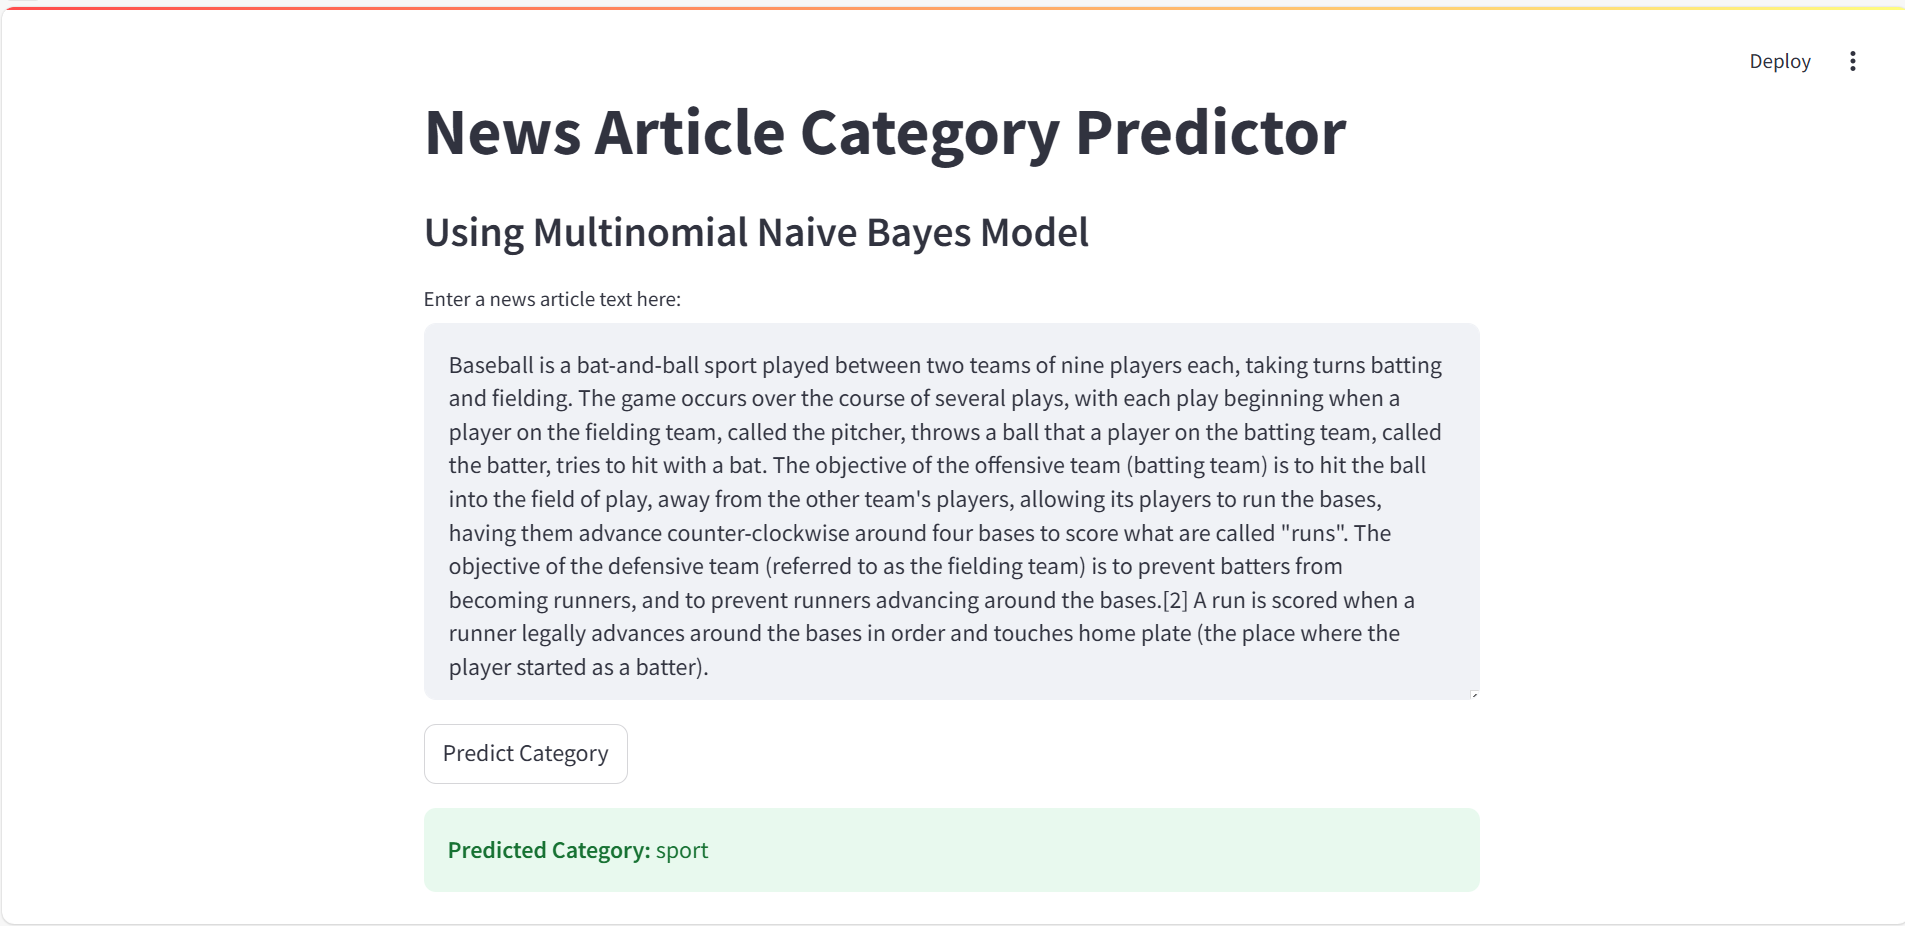 Deploy
News Article Category Predictor
Using Multinomial Naive Bayes Model
Enter a news article text here:
Baseball is a bat-and-ball sport played between two teams of nine players each, taking turns batting
and fielding. The game occurs over the course of several plays, with each play beginning when a
player on the fielding team, called the pitcher, throws a ball that a player on the batting team, called
the batter, tries to hit with a bat. The objective of the offensive team (batting team) is to hit the ball
into the field of play, away from the other team's players, allowing its players to run the bases,
having them advance counter-clockwise around four bases to score what are called "runs". The
objective of the defensive team (referred to as the fielding team) is to prevent batters from
becoming runners, and to prevent runners advancing around the bases.[2] A run is scored when a
runner legally advances around the bases in order and touches home plate (the place where the
player started as a batter).
Predict Category
Predicted Category: sport